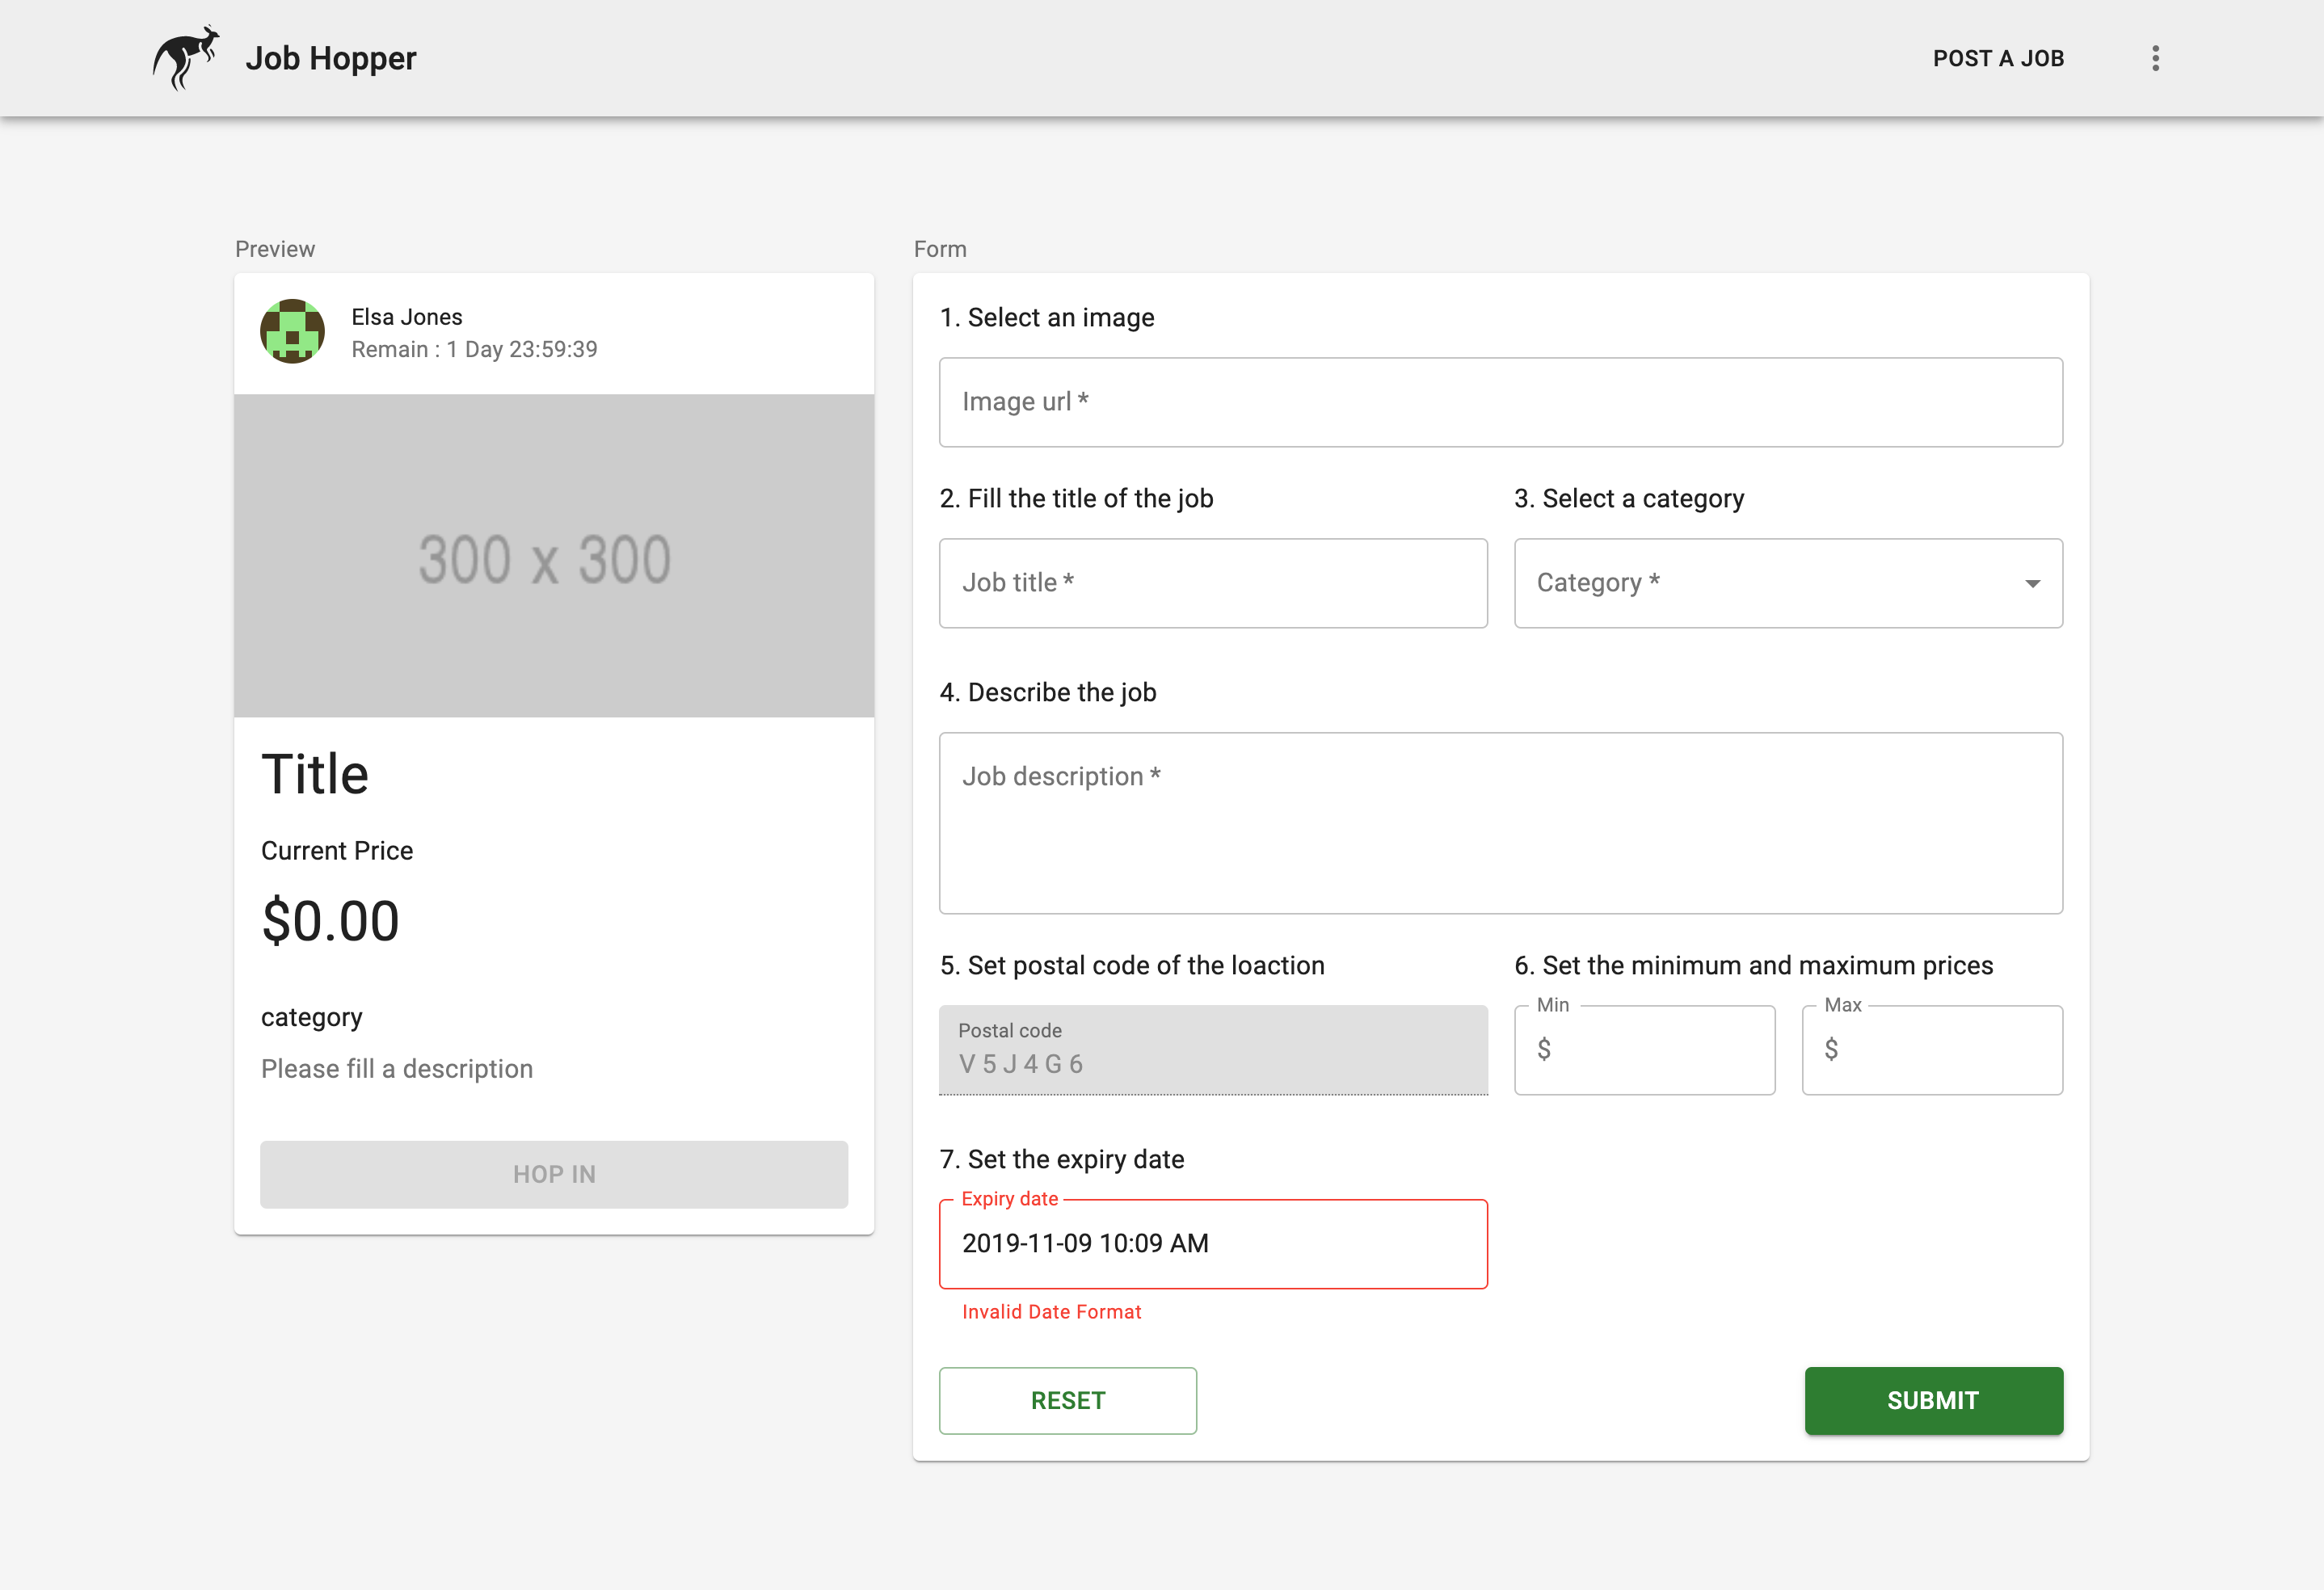 Job Hopper
POST A JOB
Preview
Elsa Jones
Remain : 1 Day 23:59:39
300 x 300
Title
Current Price
$0.00
category
Please fill a description
HOP IN
Form
1. Select an image
Image url *
2. Fill the title of the job
Job title *
3. Select a category
Category *
4. Describe the job
Job description *
5. Set postal code of the loaction
Postal code
V 5 J 4 G 6
6. Set the minimum and maximum prices
Min
$
Max
$
7. Set the expiry date
Expiry date
2019-11-09 10:09 AM
Invalid Date Format
RESET
SUBMIT